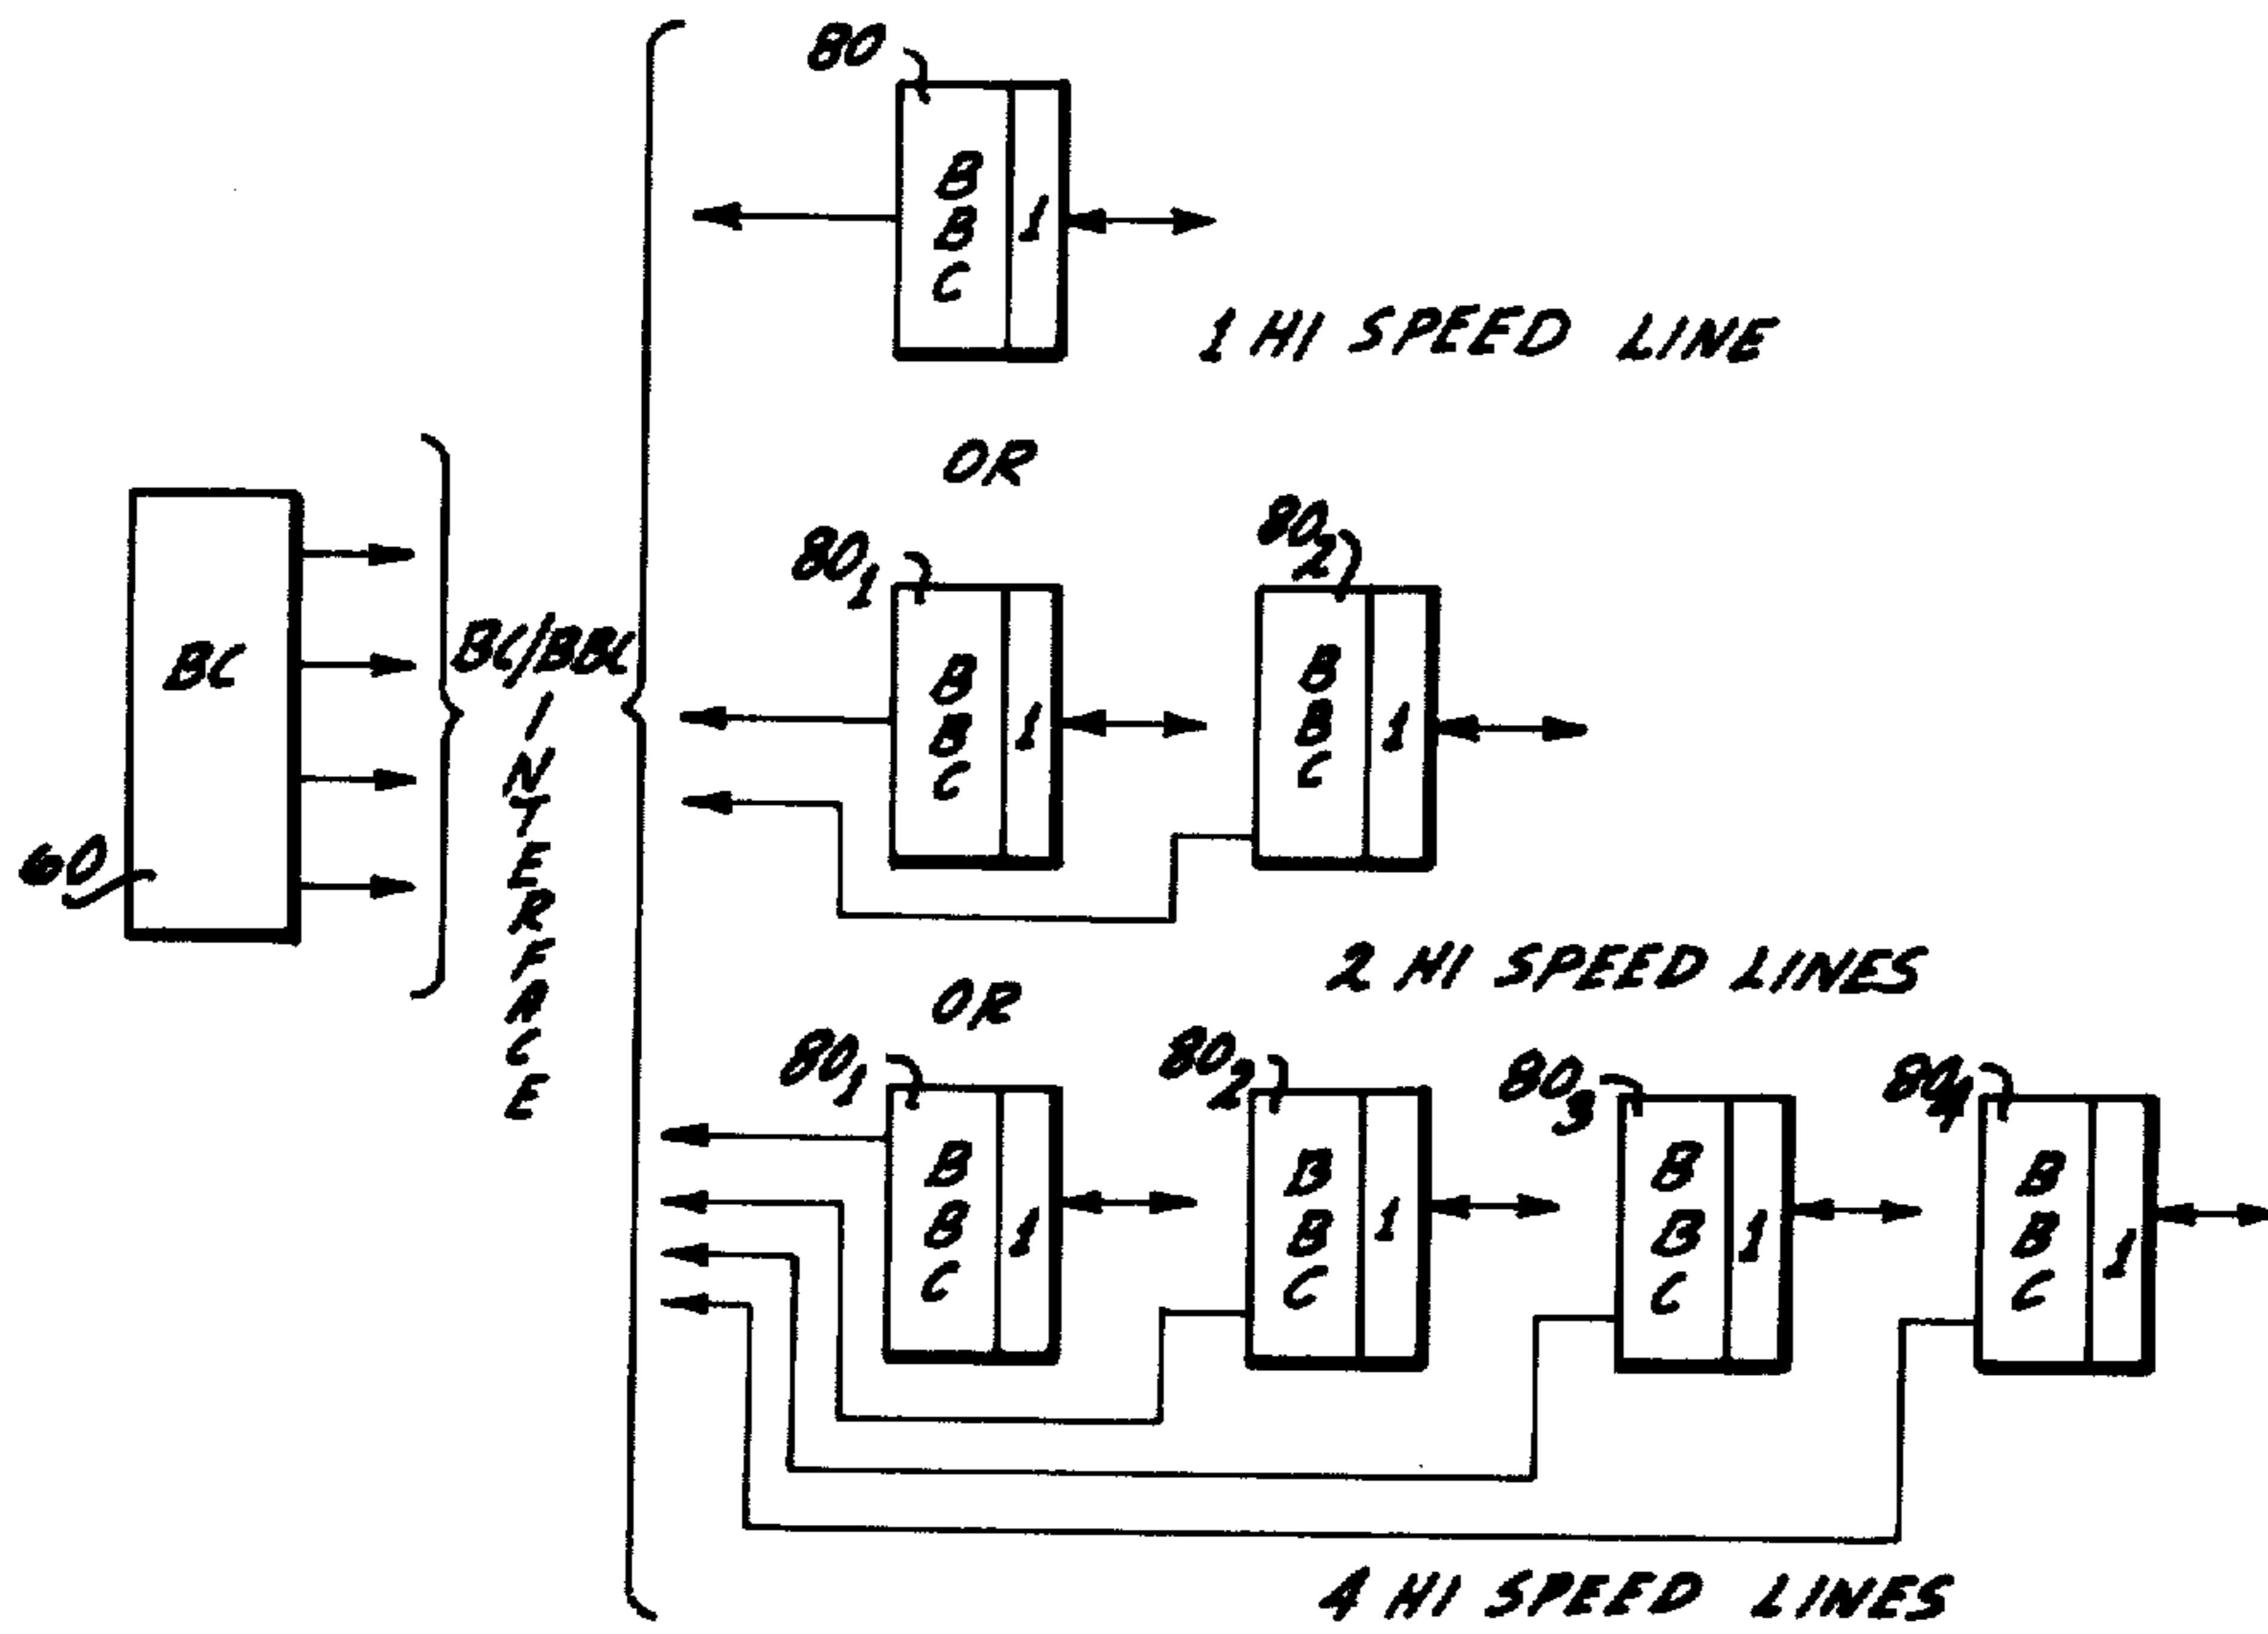 80
B
B
C
1
1 HI SPEED LINE
OR
80₁
80₂
BC
BC/BBC
INTERFACE
B
B
C
1
B
B
C
1
60
2 HI SPEED LINES
OR
80₁
80₂
80₃
80₄
B
B
C
1
B
B
C
1
B
B
C
1
B
B
C
1
4 HI SPEED LINES